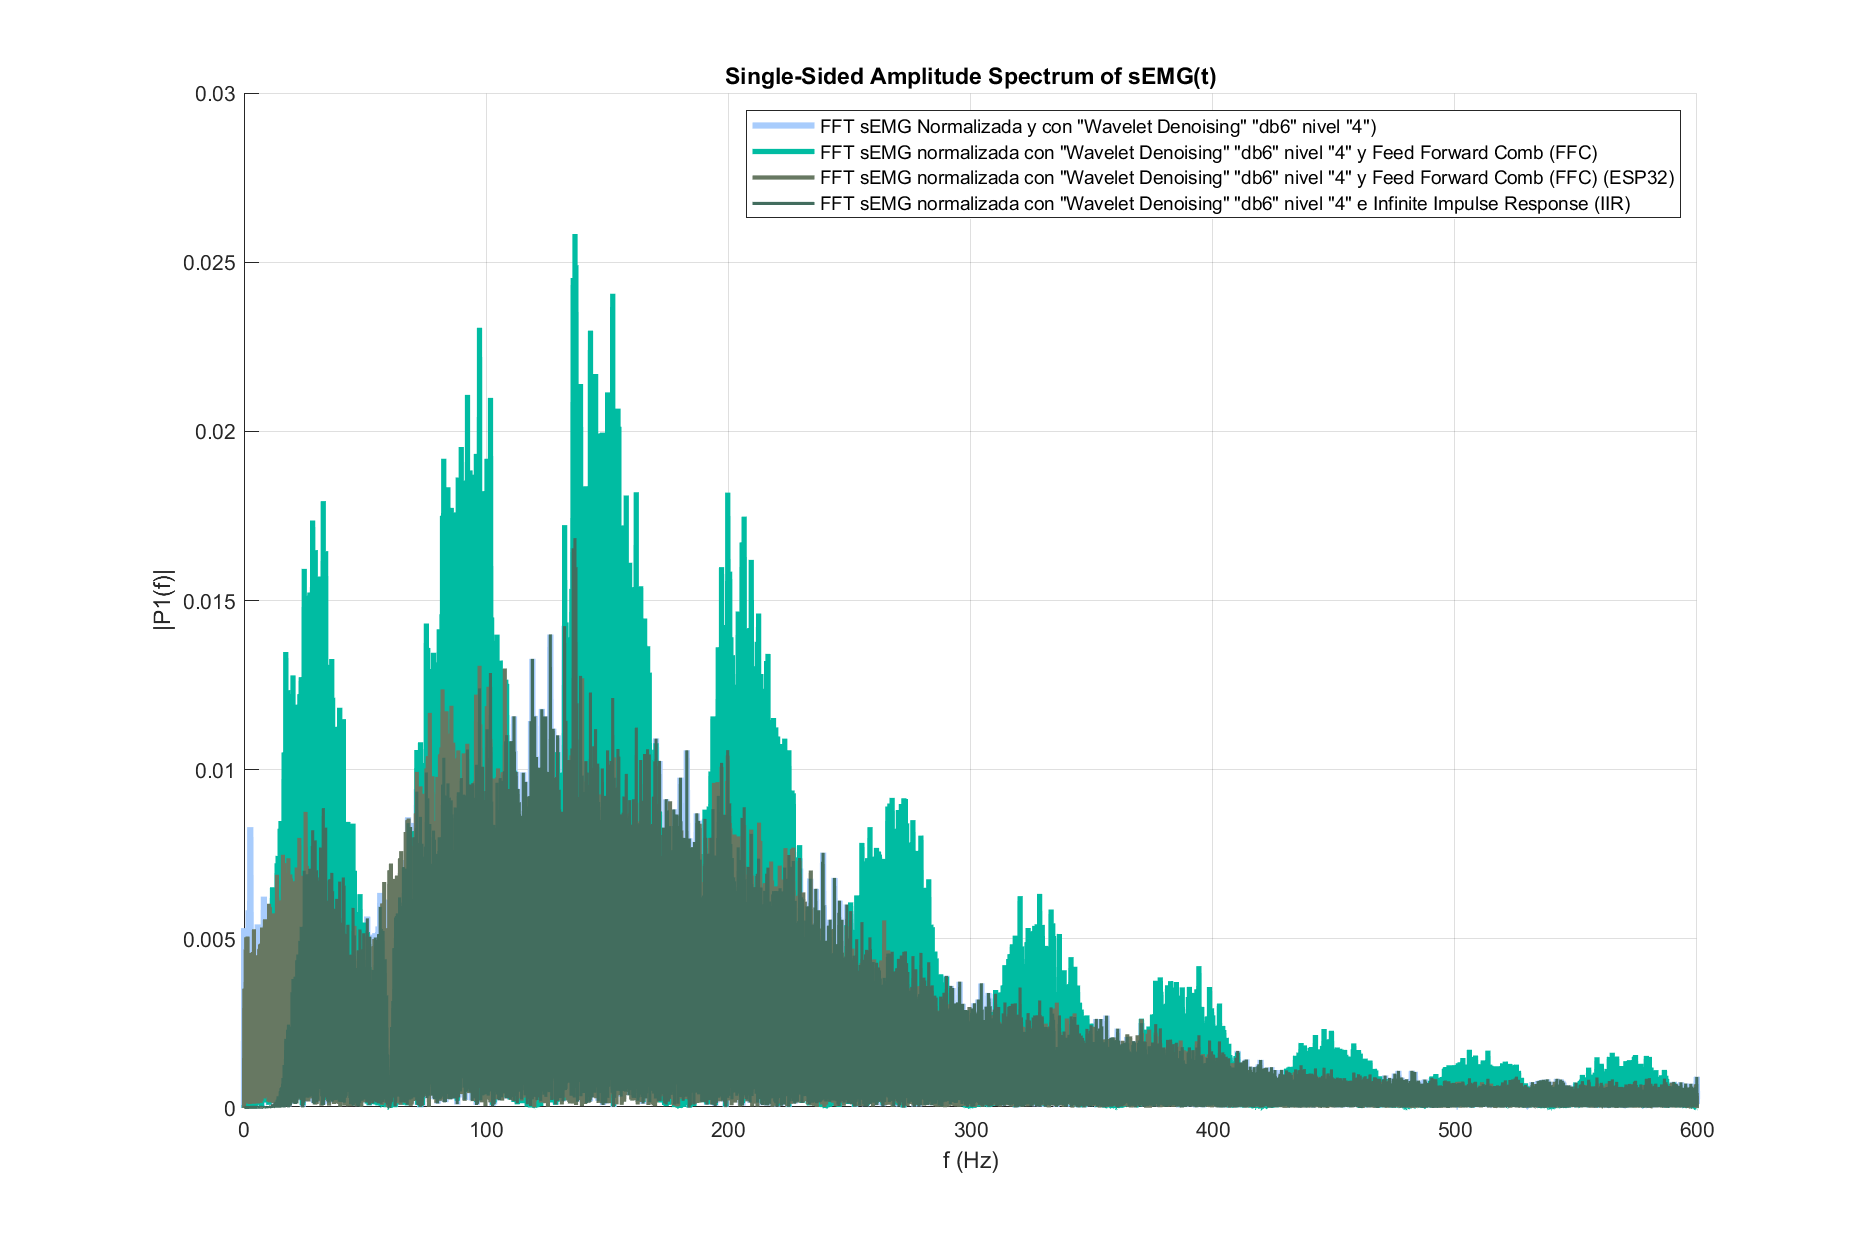 Single-Sided Amplitude Spectrum of sEMG(t)
FFT sEMG Normalizada y con "Wavelet Denoising" "db6" nivel "4")
FFT sEMG normalizada con "Wavelet Denoising" "db6" nivel "4" y Feed Forward Comb (FFC)
FFT sEMG normalizada con "Wavelet Denoising" "db6" nivel "4" y Feed Forward Comb (FFC) (ESP32)
FFT sEMG normalizada con "Wavelet Denoising" "db6" nivel "4" e Infinite Impulse Response (IIR)
|P1(f)|
0.03
0.025
0.02
0.015
0.01
0.005
0
0 100 200 300 400 500 600
f (Hz)